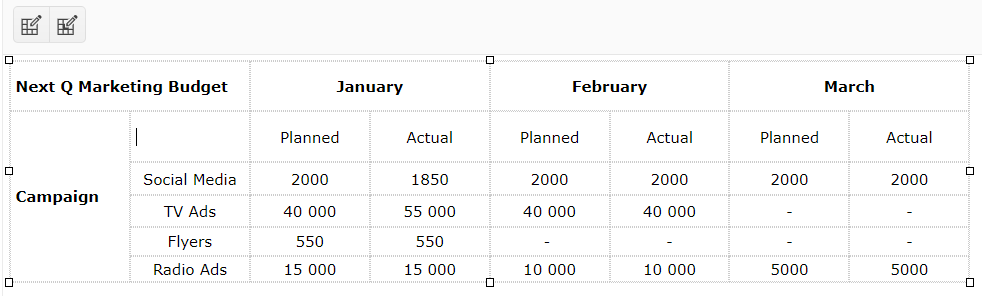 Next Q Marketing Budget January February March
Planned Actual Planned Actual Planned Actual
Campaign
Social Media 2000 1850 2000 2000 2000 2000
TV Ads 40 000 55 000 40 000 40 000 - -
Flyers 550 550 - - - -
Radio Ads 15 000 15 000 10 000 10 000 5000 5000